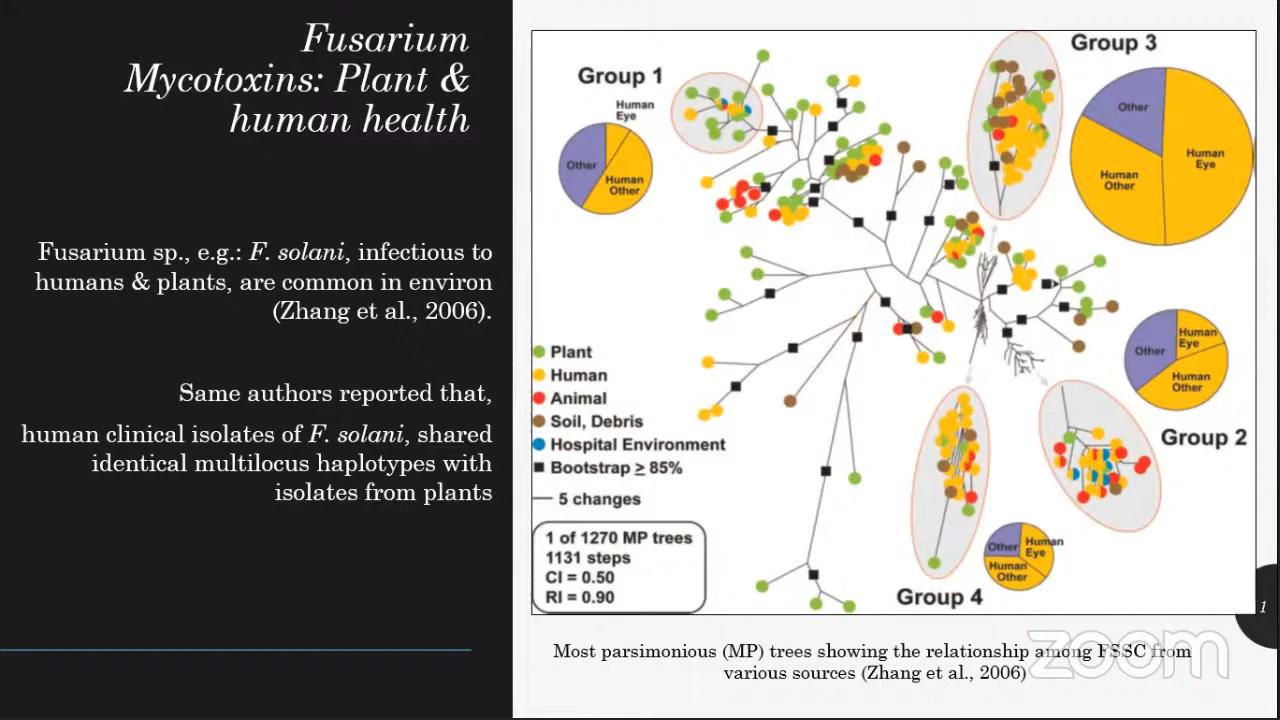 Fusarium
Mycotoxins: Plant &
human health
Fusarium sp., e.g.: F. solani, infectious to
humans & plants, are common in environ
(Zhang et al., 2006).
Same authors reported that,
human clinical isolates of F. solani, shared
identical multilocus haplotypes with
isolates from plants
Group 1
Human
Eye
Other
Human
Other
Group 3
Other
Human
Eye
Human
Other
Human
Eye
Other
Human
Other
Group 2
Plant
Human
Animal
Soil, Debris
Hospital Environment
Bootstrap ≥ 85%
5 changes
1 of 1270 MP trees
1131 steps
CI = 0.50
RI = 0.90
Other
Human
Eye
Human
Other
Group 4
1
Most parsimonious (MP) trees showing the relationship among FSSC from
various sources (Zhang et al., 2006)
zoom